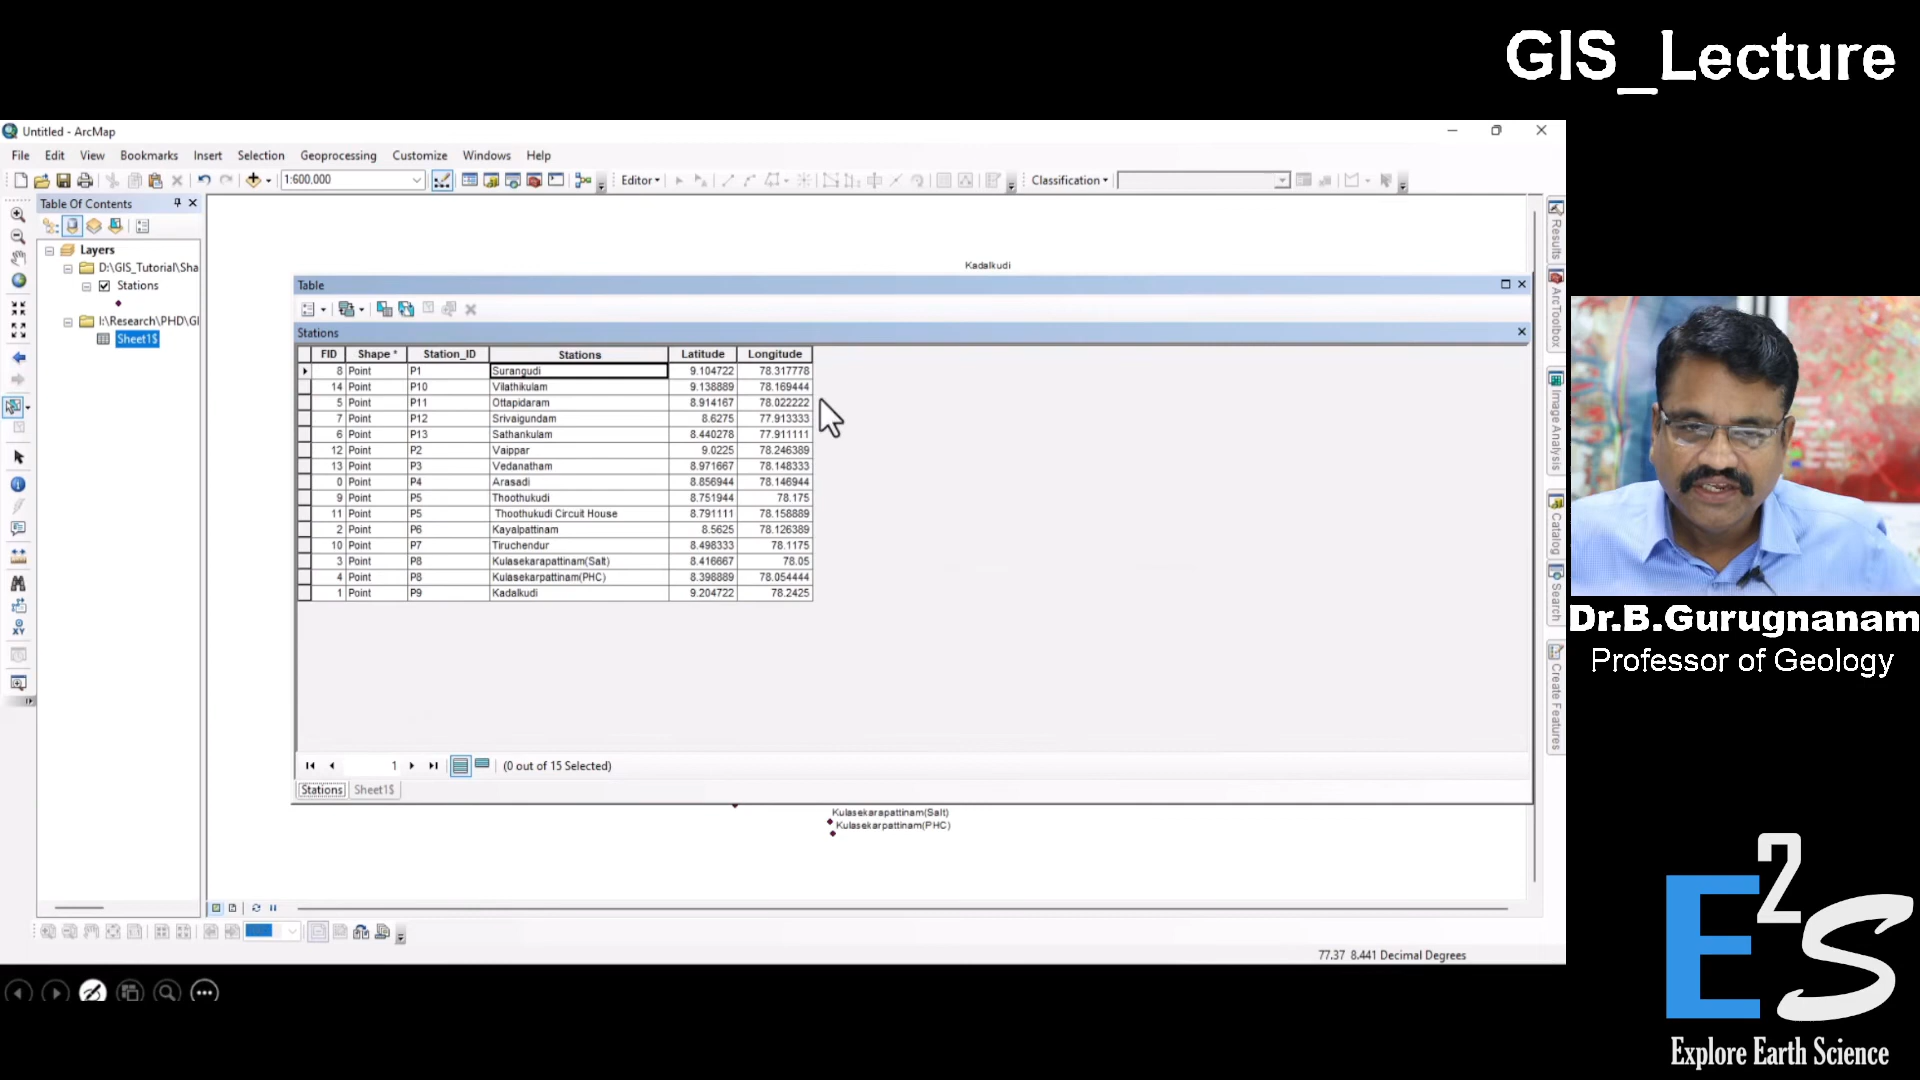 GIS_Lecture
Untitled - ArcMap
File Edit View Bookmarks Insert Selection Geoprocessing Customize Windows Help
1:600,000 Editor Classification
Table Of Contents
Layers
D:\GIS_Tutorial\Sha
Stations
I:\Research\PHD\GI
Sheet1$
Kadalkudi
Table
Stations
FID Shape * Station_ID Stations Latitude Longitude
8 Point P1 Surangudi 9.104722 78.317778
14 Point P10 Vilathikulam 9.138889 78.169444
5 Point P11 Ottapidaram 8.914167 78.022222
7 Point P12 Srivaigundam 8.6275 77.913333
6 Point P13 Sathankulam 8.440278 77.911111
12 Point P2 Vaippar 9.0225 78.246389
13 Point P3 Vedanatham 8.971667 78.148333
0 Point P4 Arasadi 8.856944 78.146944
9 Point P5 Thoothukudi 8.751944 78.175
11 Point P5 Thoothukudi Circuit House 8.791111 78.158889
2 Point P6 Kayalpattinam 8.5625 78.126389
10 Point P7 Tiruchendur 8.498333 78.1175
3 Point P8 Kulasekarapattinam(Salt) 8.416667 78.05
4 Point P8 Kulasekarpattinam(PHC) 8.398889 78.054444
1 Point P9 Kadalkudi 9.204722 78.2425
1 (0 out of 15 Selected)
Stations Sheet1$
Kulasekarapattinam(Salt)
Kulasekarpattinam(PHC)
77.37 8.441 Decimal Degrees
Results
ArcToolbox
Image Analysis
Catalog
Search
Create Features
XY
Dr.B.Gurugnanam
Professor of Geology
E2S
Explore Earth Science